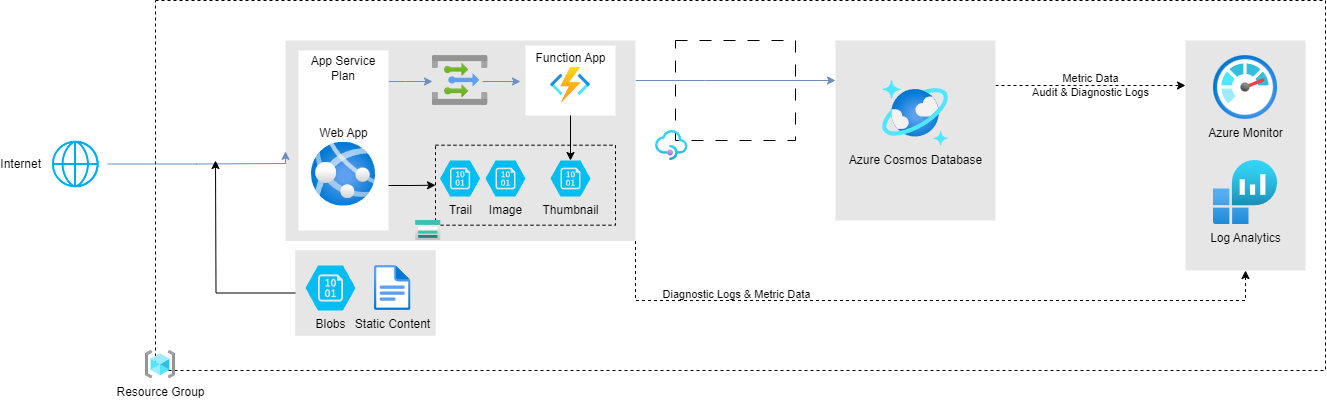 App Service
Plan
Function App
Metric Data
Audit & Diagnostic Logs
Azure Monitor
Web App
Internet
Azure Cosmos Database
10
01
10
01
10
01
Trail
Image
Thumbnail
Log Analytics
10
01
Diagnostic Logs & Metric Data
Blobs
Static Content
Resource Group